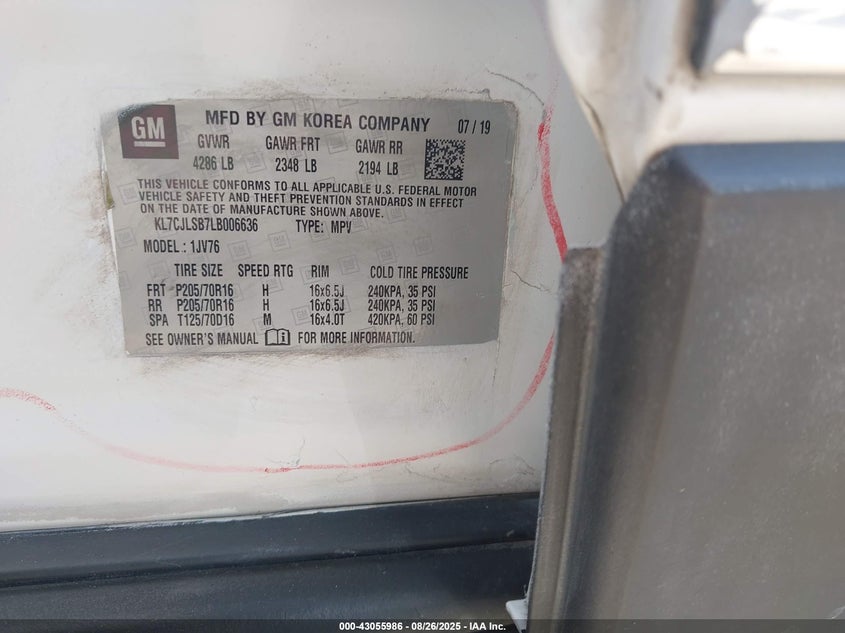 GM
MFD BY GM KOREA COMPANY 07 / 19
GVWR GAWR FRT GAWR RR
4286 LB 2348 LB 2194 LB
THIS VEHICLE CONFORMS TO ALL APPLICABLE U.S. FEDERAL MOTOR
VEHICLE SAFETY AND THEFT PREVENTION STANDARDS IN EFFECT
ON THE DATE OF MANUFACTURE SHOWN ABOVE.
KL7CJLSB7LB006636 TYPE: MPV
MODEL : 1JV76
TIRE SIZE SPEED RTG RIM COLD TIRE PRESSURE
FRT P205/70R16 H 16x6.5J 240KPA, 35 PSI
RR P205/70R16 H 16x6.5J 240KPA, 35 PSI
SPA T125/70D16 M 16x4.0T 420KPA, 60 PSI
SEE OWNER'S MANUAL FOR MORE INFORMATION.
000-43055986 - 08/26/2025 - IAA Inc.